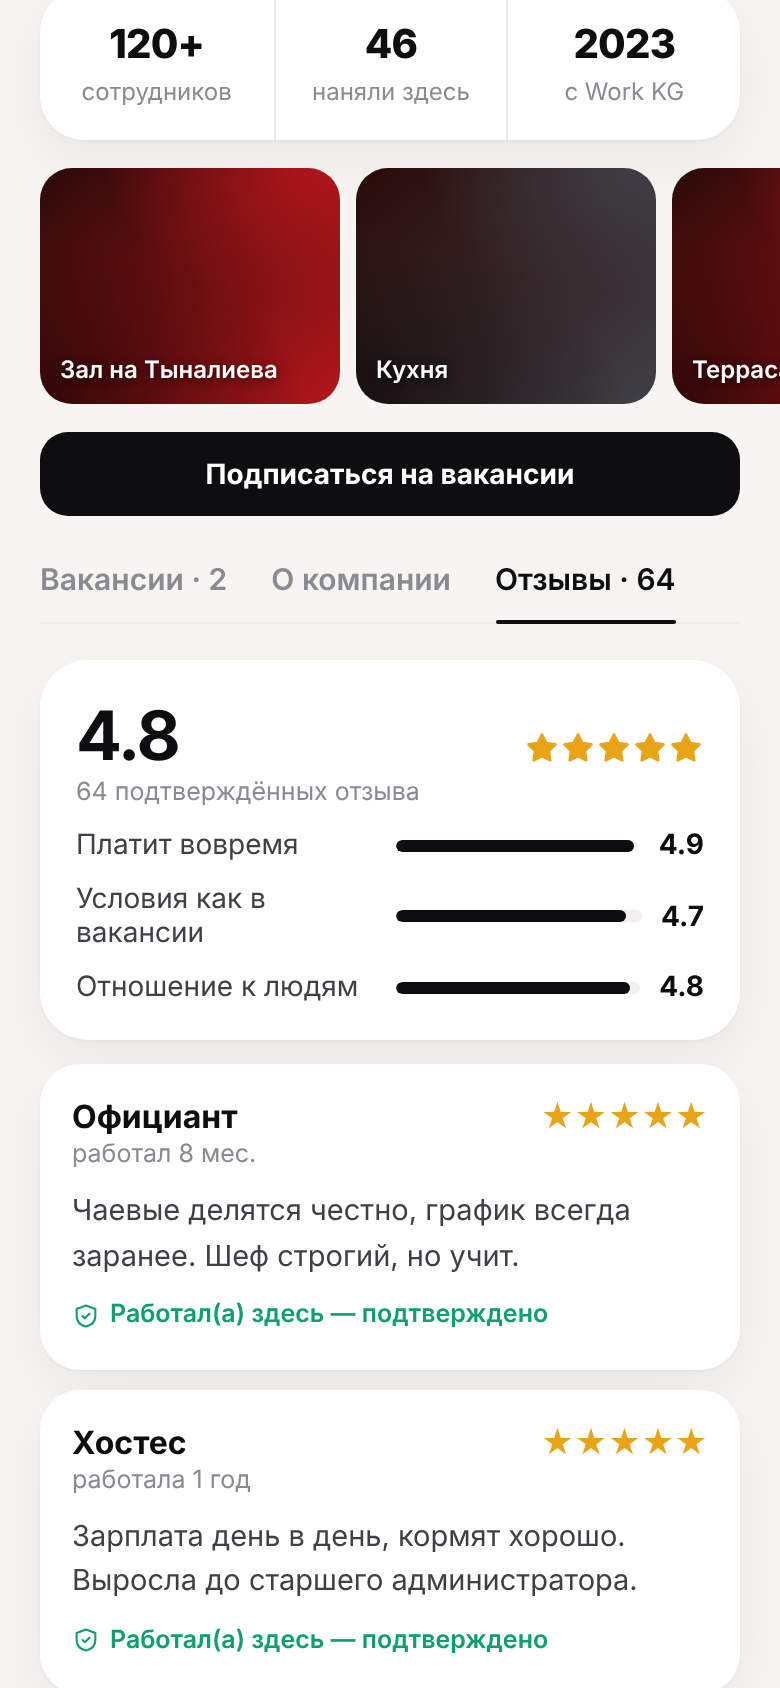 120+
46
2023
сотрудников
наняли здесь
с Work KG
Зал на Тыналиева
Кухня
Подписаться на вакансии
Вакансии · 2
О компании
Отзывы · 64
4.8
64 подтверждённых отзыва
Платит вовремя
4.9
Условия как в
вакансии
4.7
Отношение к людям
4.8
Официант
работал 8 мес.
Чаевые делятся честно, график всегда
заранее. Шеф строгий, но учит.
Работал(а) здесь — подтверждено
Хостес
работала 1 год
Зарплата день в день, кормят хорошо.
Выросла до старшего администратора.
Работал(а) здесь — подтверждено